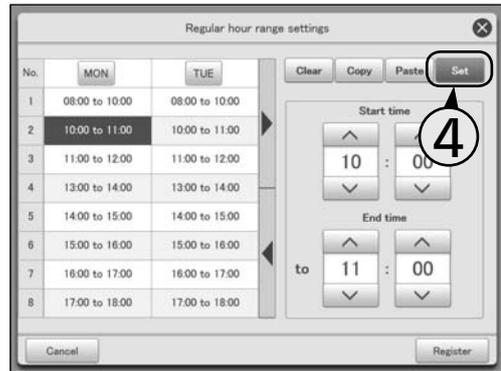 Regular hour range settings
No. MON TUE
Clear Copy Paste Set
1 08:00 to 10:00 08:00 to 10:00
2 10:00 to 11:00 10:00 to 11:00
3 11:00 to 12:00 11:00 to 12:00
4 13:00 to 14:00 13:00 to 14:00
5 14:00 to 15:00 14:00 to 15:00
6 15:00 to 16:00 15:00 to 16:00
7 16:00 to 17:00 16:00 to 17:00
8 17:00 to 18:00 17:00 to 18:00
Start time
4
10 : 00
End time
to 11 : 00
Cancel Register